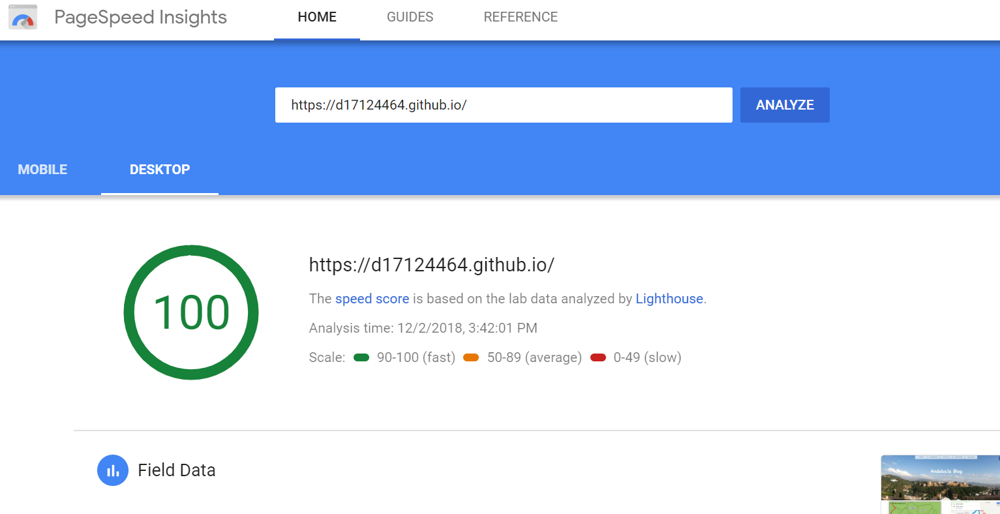 PageSpeed Insights
HOME
GUIDES
REFERENCE
https://d17124464.github.io/
ANALYZE
MOBILE
DESKTOP
100
https://d17124464.github.io/
The speed score is based on the lab data analyzed by Lighthouse.
Analysis time: 12/2/2018, 3:42:01 PM
Scale: 90-100 (fast) 50-89 (average) 0-49 (slow)
Field Data
Andalucía Blog